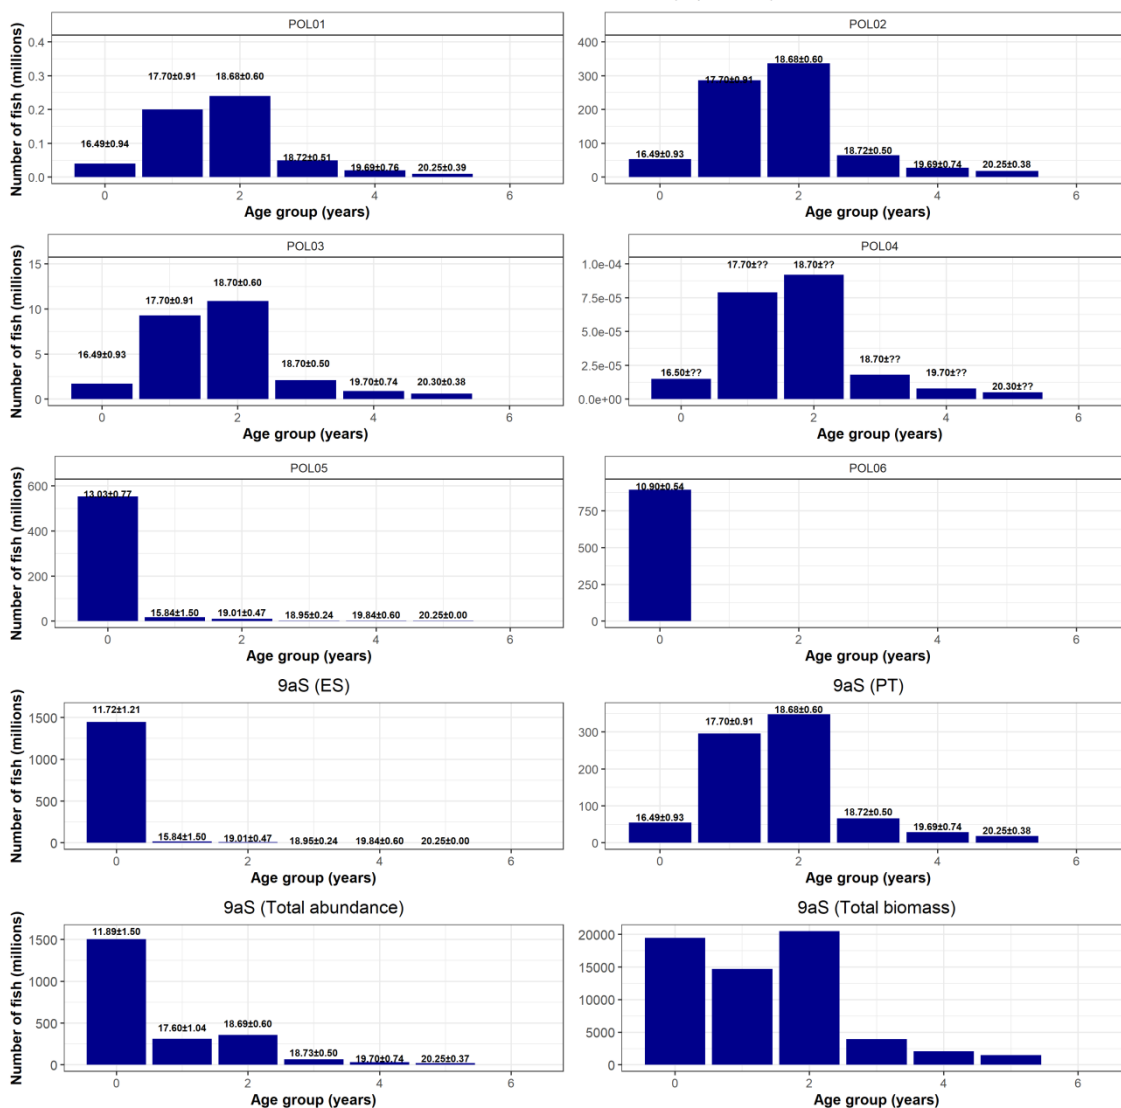 POL01
POL02
Number of fish (millions)
0.4
0.3
0.2
0.1
0.0
16.49±0.94
17.70±0.91
18.68±0.60
18.72±0.51
19.69±0.76
20.25±0.39
0 2 4 6
Age group (years)
400
300
200
100
0
16.49±0.93
17.70±0.91
18.68±0.60
18.72±0.50
19.69±0.74
20.25±0.38
0 2 4 6
Age group (years)
POL03
POL04
Number of fish (millions)
15
10
5
0
16.49±0.93
17.70±0.91
18.70±0.60
18.70±0.50
19.70±0.74
20.30±0.38
0 2 4 6
Age group (years)
1.0e-04
7.5e-05
5.0e-05
2.5e-05
0.0e+00
16.50±??
17.70±??
18.70±??
18.70±??
19.70±??
20.30±??
0 2 4 6
Age group (years)
POL05
POL06
Number of fish (millions)
600
400
200
0
13.03±0.77
15.84±1.50
19.01±0.47
18.95±0.24
19.84±0.60
20.25±0.00
0 2 4 6
Age group (years)
750
500
250
0
10.90±0.54
0 2 4 6
Age group (years)
9aS (ES)
9aS (PT)
Number of fish (millions)
1500
1000
500
0
11.72±1.21
15.84±1.50
19.01±0.47
18.95±0.24
19.84±0.60
20.25±0.00
0 2 4 6
Age group (years)
300
200
100
0
16.49±0.93
17.70±0.91
18.68±0.60
18.72±0.50
19.69±0.74
20.25±0.38
0 2 4 6
Age group (years)
9aS (Total abundance)
9aS (Total biomass)
Number of fish (millions)
1500
1000
500
0
11.89±1.50
17.60±1.04
18.69±0.60
18.73±0.50
19.70±0.74
20.25±0.37
0 2 4 6
Age group (years)
20000
15000
10000
5000
0
0 2 4 6
Age group (years)